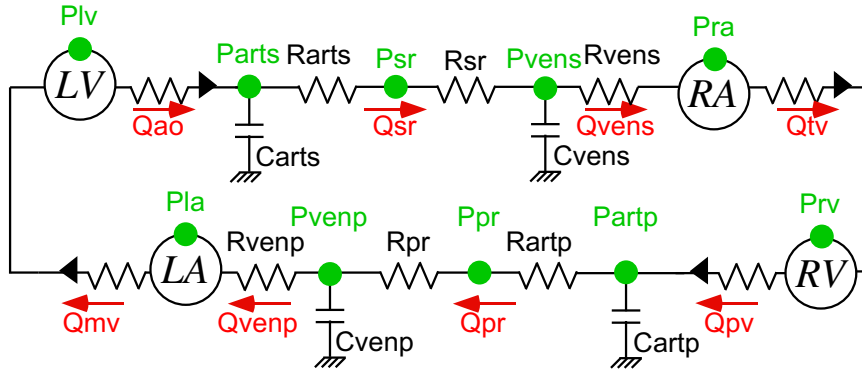 Plv
Parts Rarts Psr Rsr Pvens Rvens Pra
LV RA
Qao Qsr Qvens Qtv
Carts Cvens
Pla Pvenp Ppr Partp Prv
Rvenp Rpr Rartp
LA RV
Qmv Qvenp Qpr Qpv
Cvenp Cartp